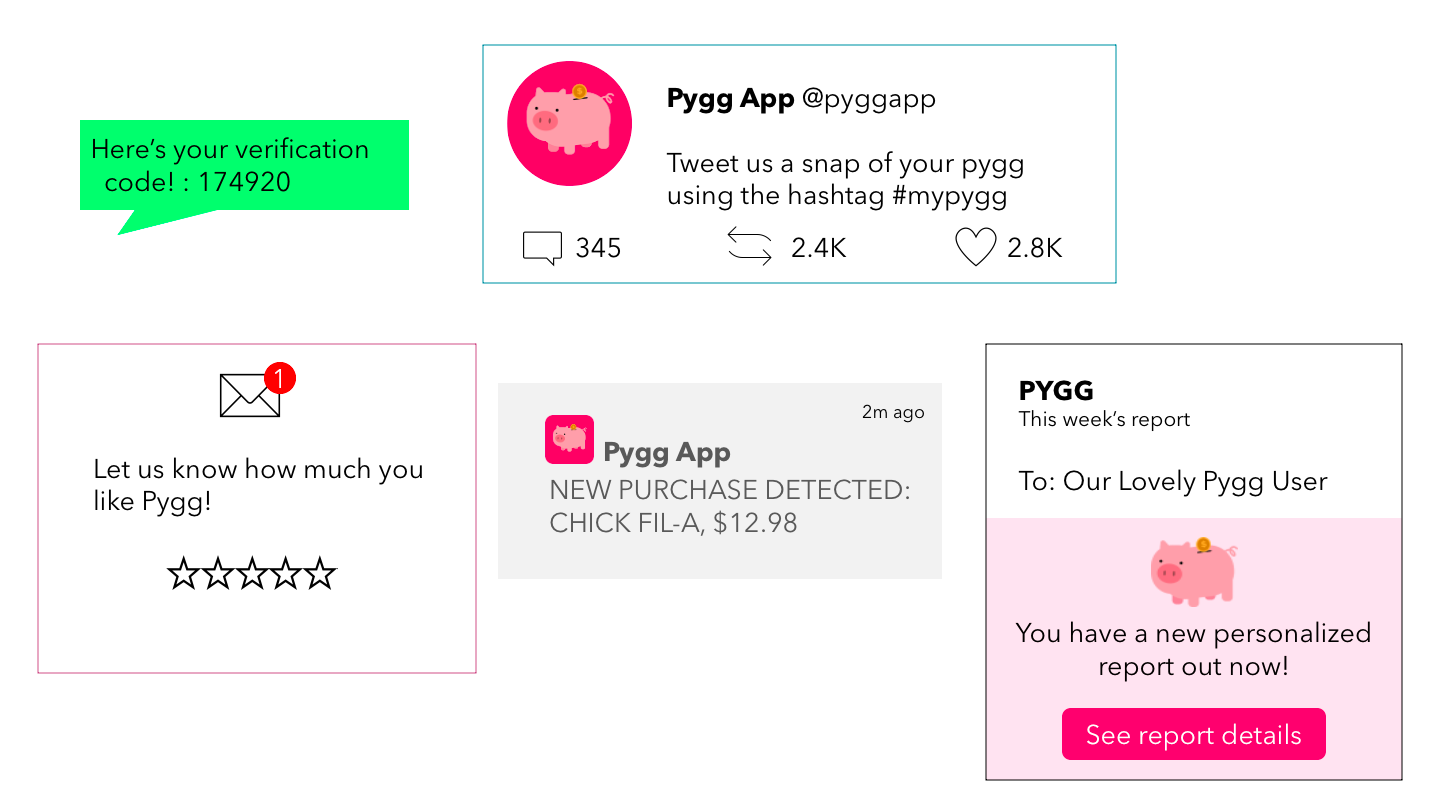 Here’s your verification
code! : 174920
Pygg App @pyggapp
Tweet us a snap of your pygg
using the hashtag #mypygg
345
2.4K
2.8K
1
Let us know how much you
like Pygg!
2m ago
Pygg App
NEW PURCHASE DETECTED:
CHICK FIL-A, $12.98
PYGG
This week’s report
To: Our Lovely Pygg User
You have a new personalized
report out now!
See report details